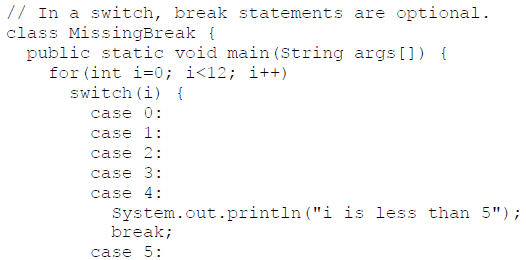 // In a switch, break statements are optional.
class MissingBreak {
  public static void main(String args[]) {
    for(int i=0; i<12; i++)
      switch(i) {
        case 0:
        case 1:
        case 2:
        case 3:
        case 4:
          System.out.println("i is less than 5");
          break;
        case 5: